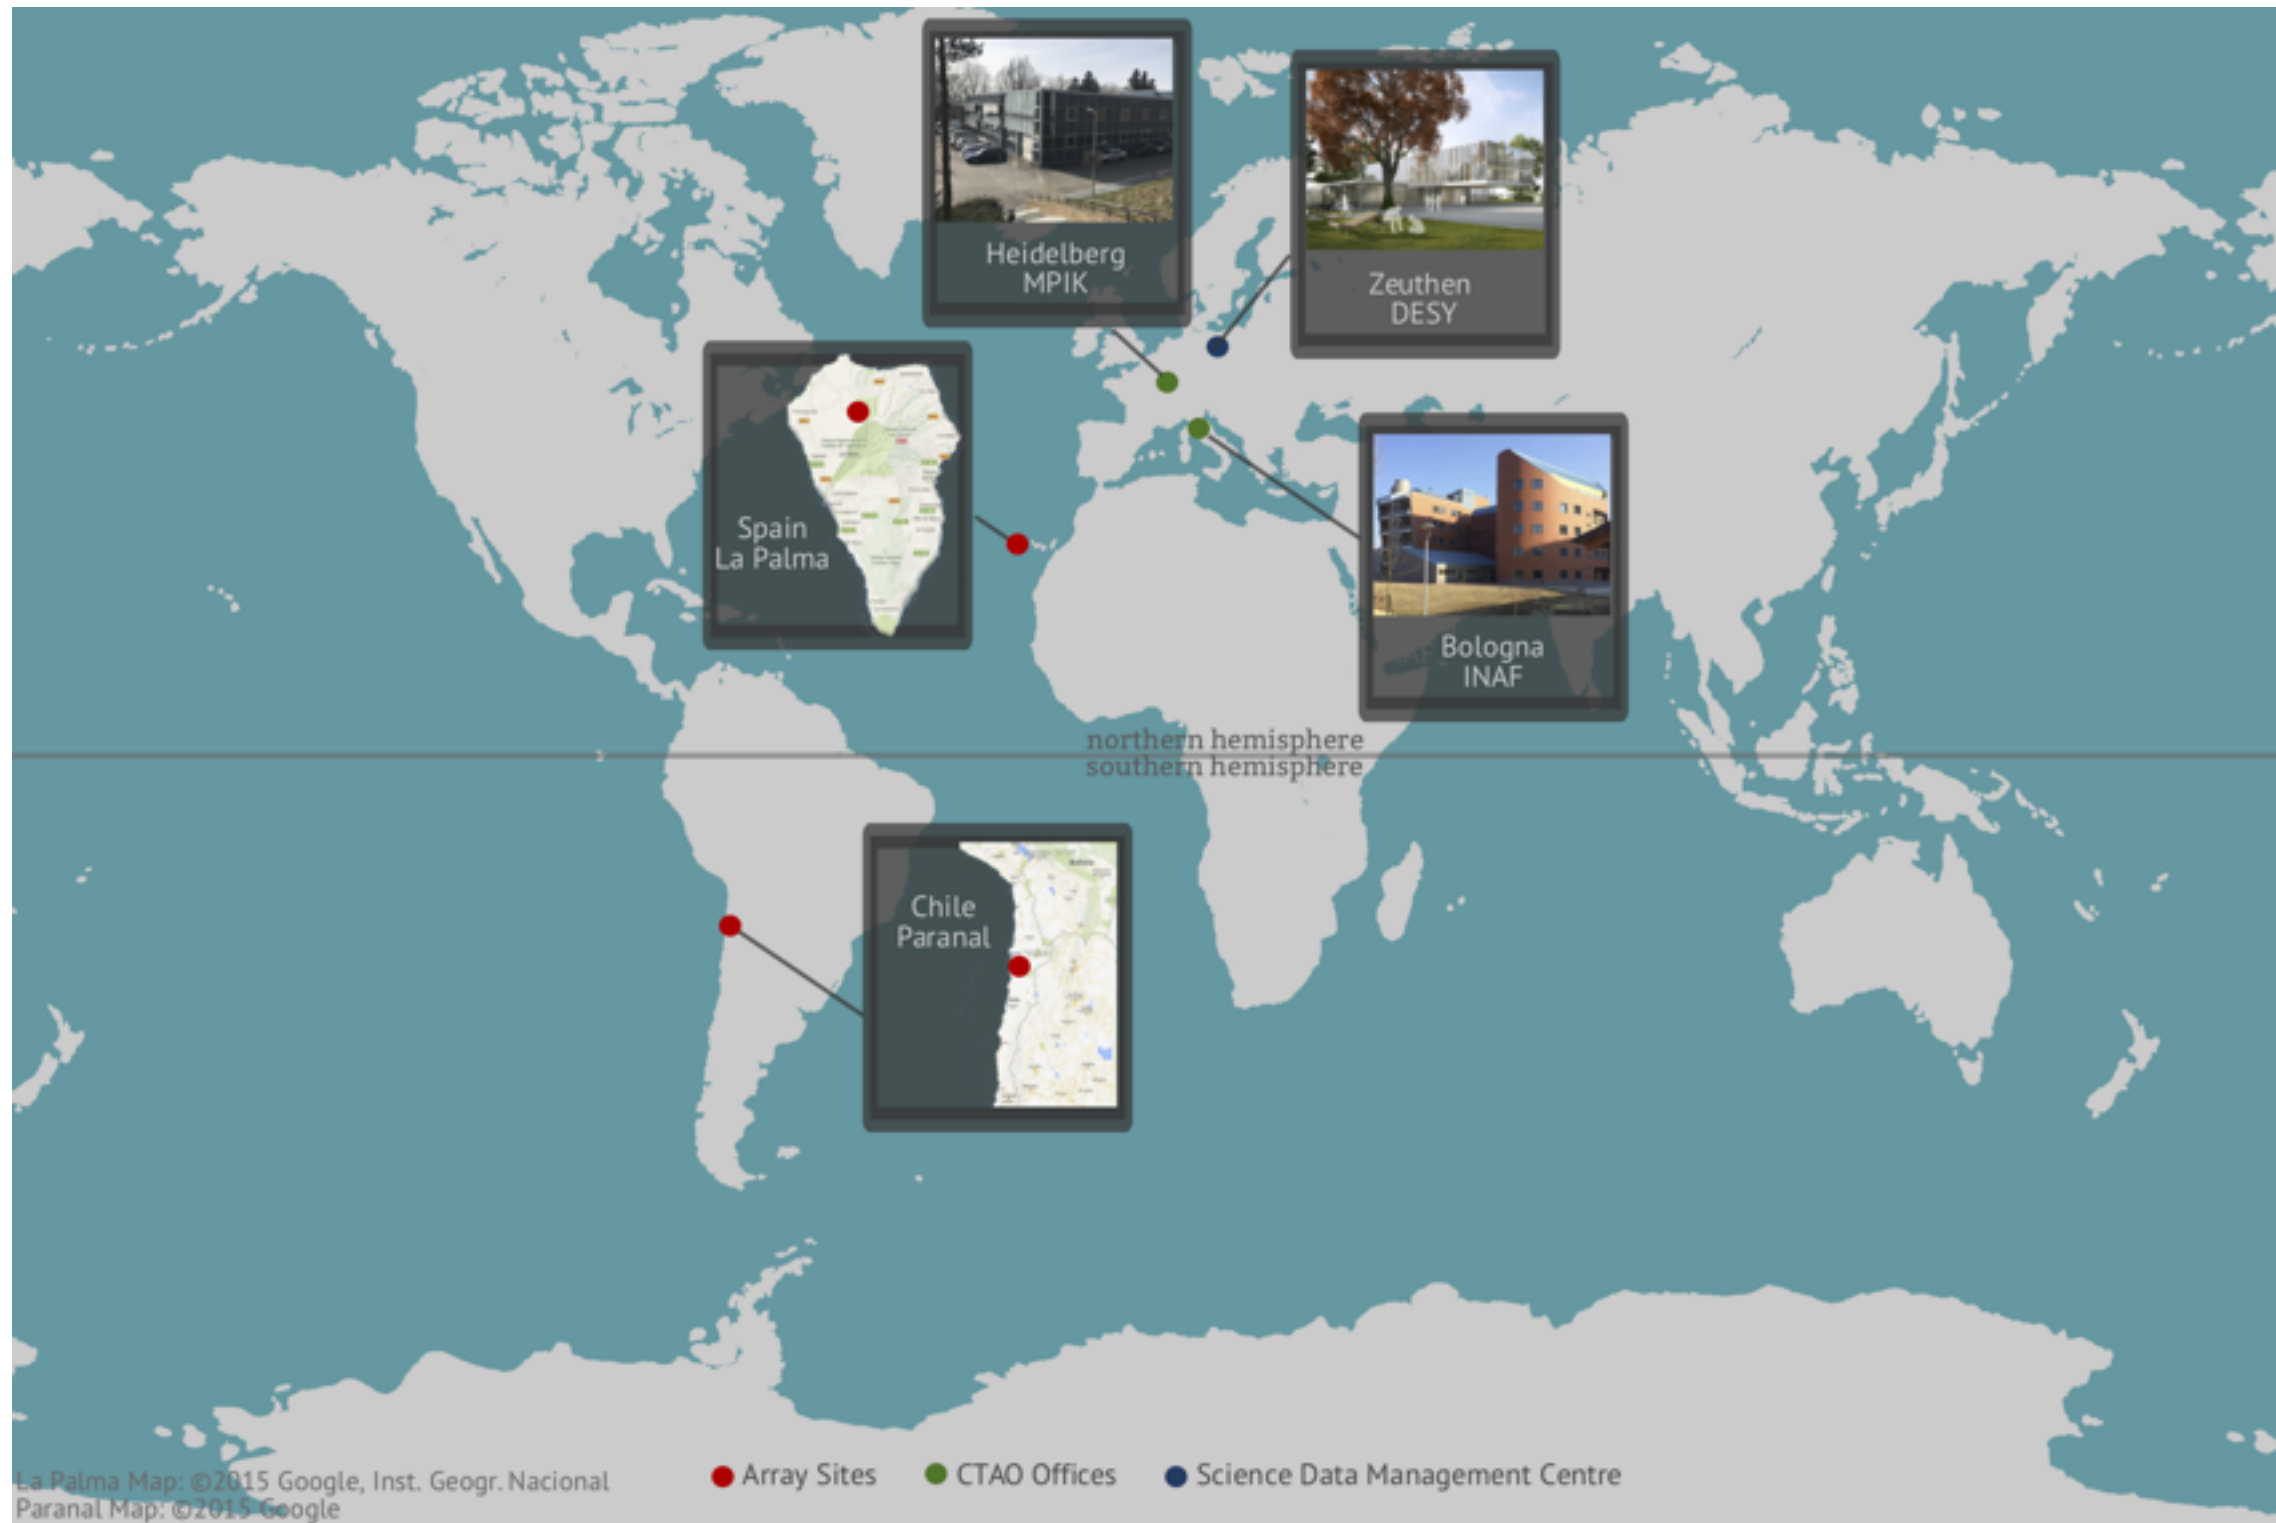 Heidelberg
MPIK
Zeuthen
DESY
Spain
La Palma
Bologna
INAF
northern hemisphere
southern hemisphere
Chile
Paranal
Array Sites
CTAO Offices
Science Data Management Centre
La Palma Map: ©2015 Google, Inst. Geogr. Nacional
Paranal Map: ©2015 Google